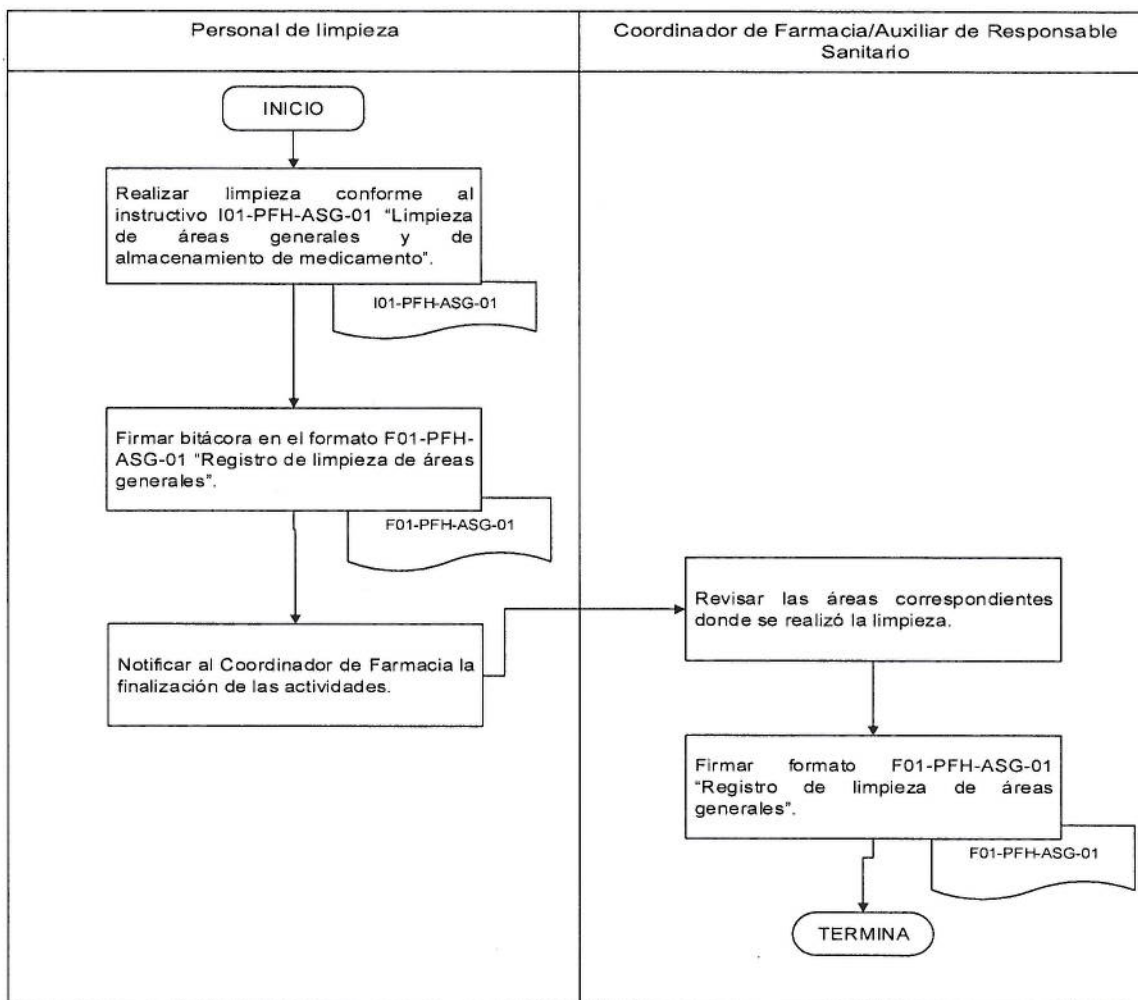 Personal de limpieza
Coordinador de Farmacia/Auxiliar de Responsable
Sanitario
INICIO
Realizar limpieza conforme al
instructivo I01-PFH-ASG-01 “Limpieza
de áreas generales y de
almacenamiento de medicamento”.
I01-PFH-ASG-01
Firmar bitácora en el formato F01-PFH-
ASG-01 “Registro de limpieza de áreas
generales”.
F01-PFH-ASG-01
Notificar al Coordinador de Farmacia la
finalización de las actividades.
Revisar las áreas correspondientes
donde se realizó la limpieza.
Firmar formato F01-PFH-ASG-01
“Registro de limpieza de áreas
generales”.
F01-PFH-ASG-01
TERMINA